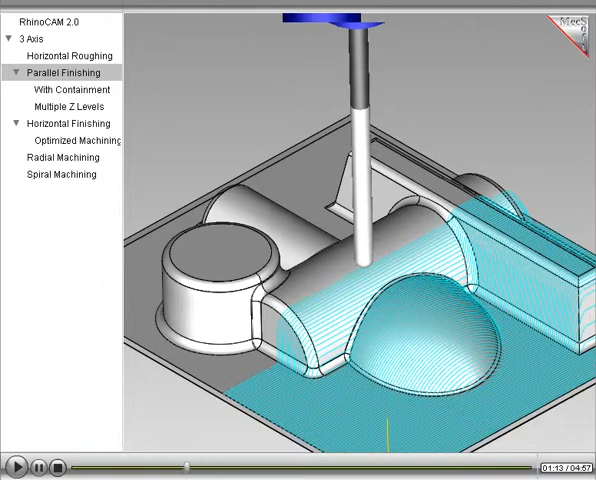 RhinoCAM 2.0
3 Axis
Horizontal Roughing
Parallel Finishing
With Containment
Multiple Z Levels
Horizontal Finishing
Optimized Machining
Radial Machining
Spiral Machining
01:13 / 04:57